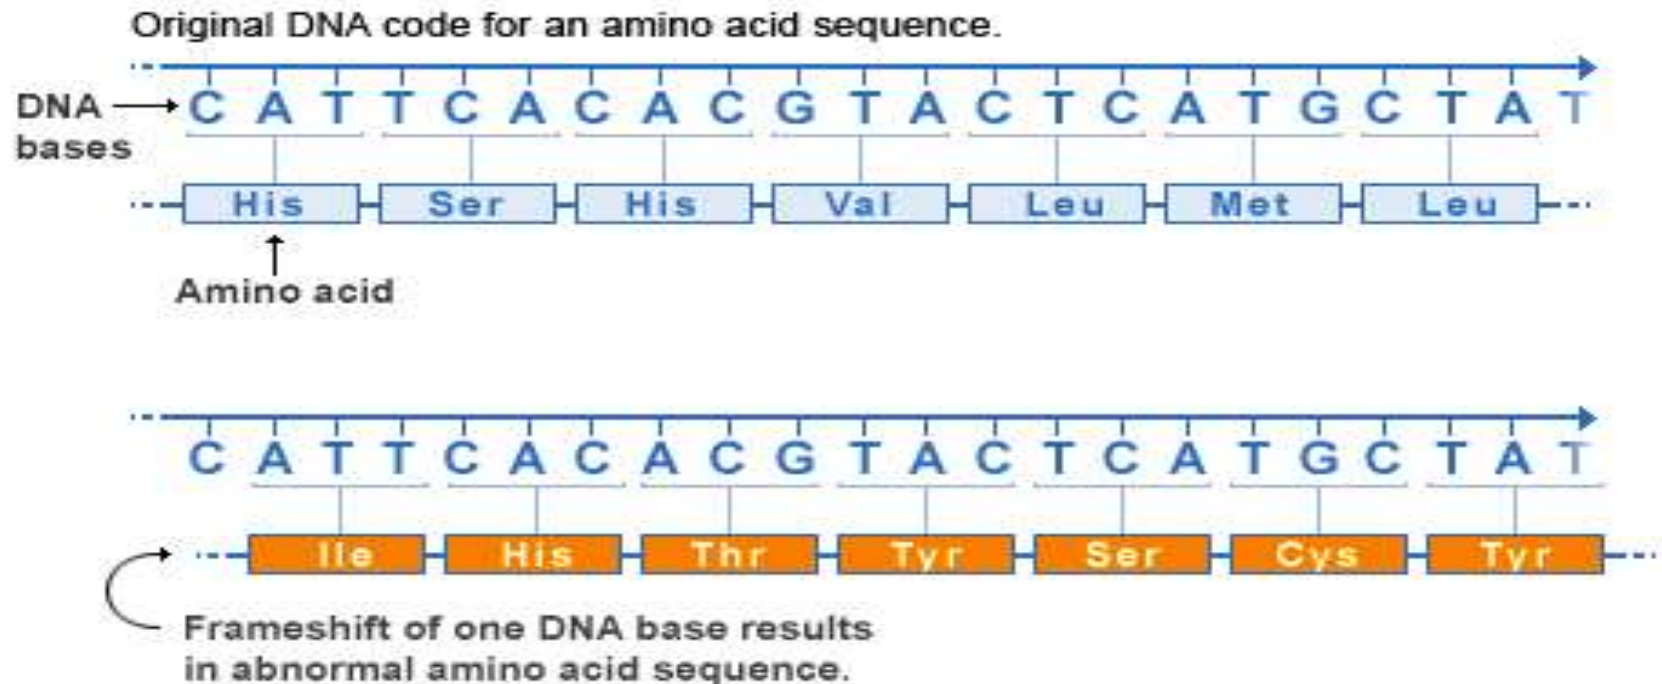 Original DNA code for an amino acid sequence.
DNA bases
C A T T C A C A C G T A C T C A T G C T A T
His Ser His Val Leu Met Leu
Amino acid
C A T T C A C A C G T A C T C A T G C T A T
Ile His Thr Tyr Ser Cys Tyr
Frameshift of one DNA base results
in abnormal amino acid sequence.